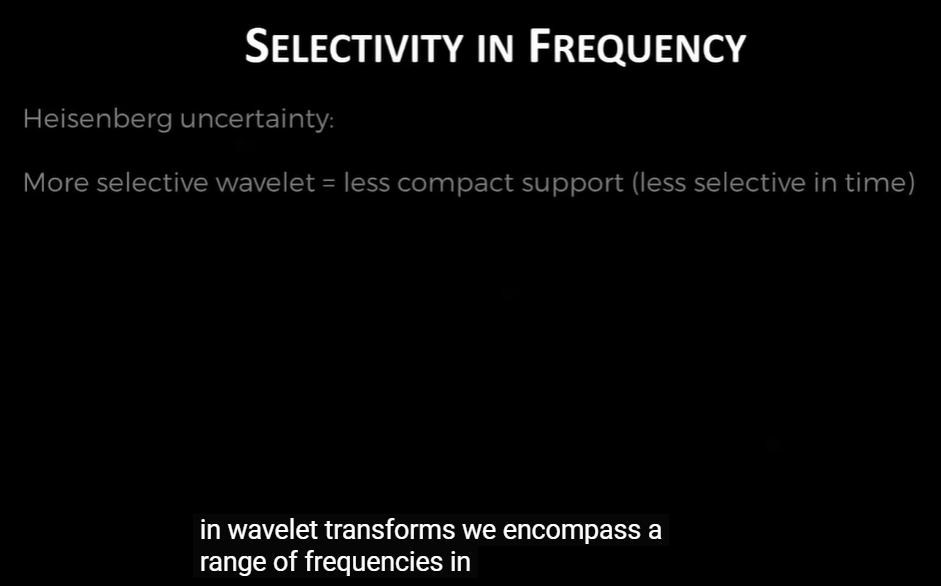 SELECTIVITY IN FREQUENCY
Heisenberg uncertainty:
More selective wavelet = less compact support (less selective in time)
in wavelet transforms we encompass a
range of frequencies in